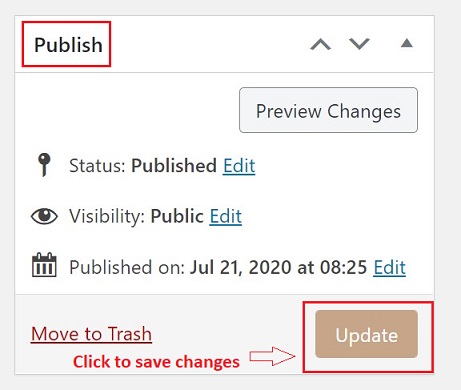 Publish
Preview Changes
Status: Published Edit
Visibility: Public Edit
Published on: Jul 21, 2020 at 08:25 Edit
Move to Trash
Update
Click to save changes